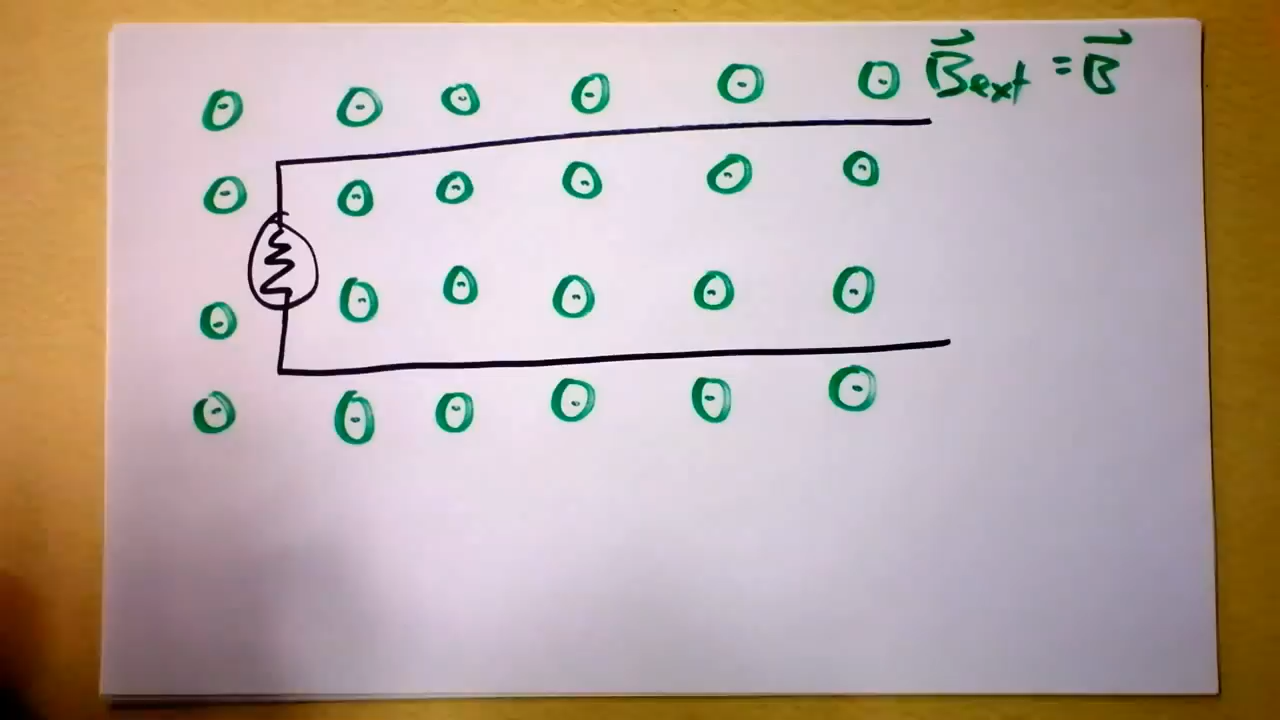 B⃗ext = B⃗